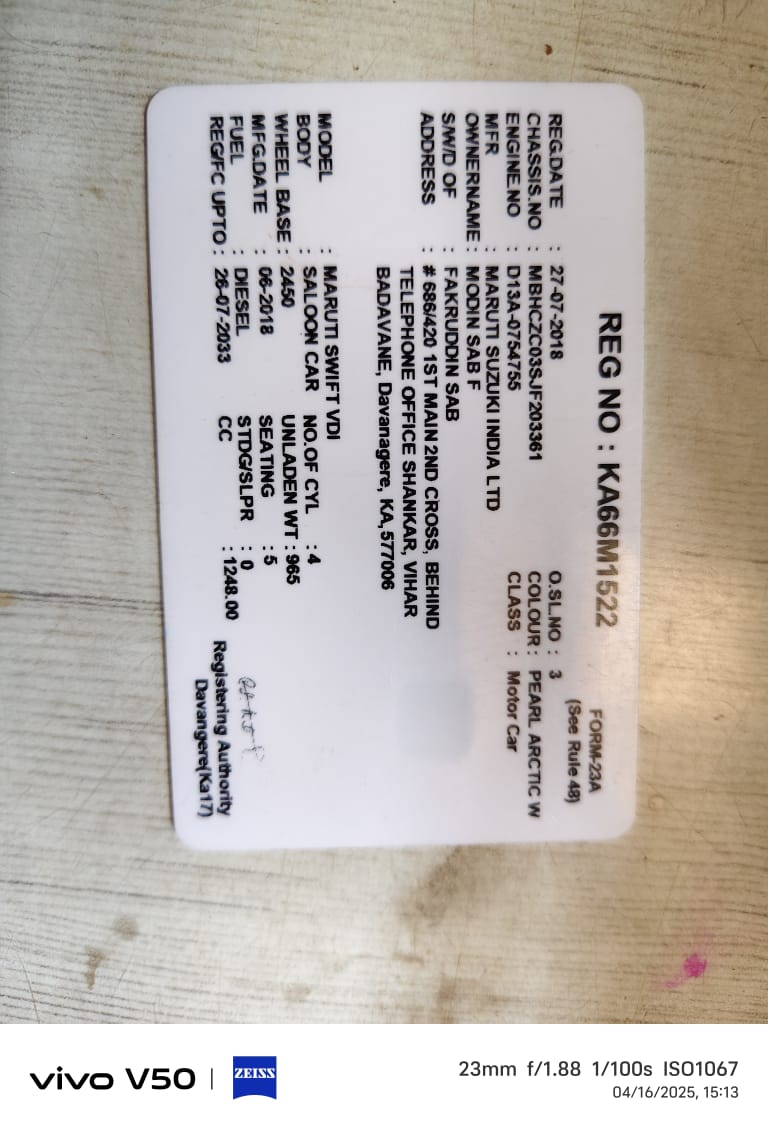 FORM-23A
(See Rule 48)
REG NO : KA66M1522
REG.DATE : 27-07-2018 O.SL.NO : 3
CHASSIS.NO : MBHCZC03SJF203361 COLOUR : PEARL ARCTIC W
ENGINE.NO : D13A-0754755 CLASS : Motor Car
MFR : MARUTI SUZUKI INDIA LTD
OWNERNAME : MODIN SAB F
S/W/D OF : FAKRUDDIN SAB
ADDRESS : # 686/420 1ST MAIN 2ND CROSS, BEHIND
TELEPHONE OFFICE SHANKAR, VIHAR
BADAVANE, Davanagere, KA,577006
MODEL : MARUTI SWIFT VDI
BODY : SALOON CAR NO.OF CYL : 4
WHEEL BASE : 2450 UNLADEN WT : 965
MFG.DATE : 06-2018 SEATING : 5
FUEL : DIESEL STDG/SLPR : 0
REG/FC UPTO : 26-07-2033 CC : 1248.00
Registering Authority
Davangere(Ka17)
vivo V50 | ZEISS
23mm f/1.88 1/100s ISO1067
04/16/2025, 15:13